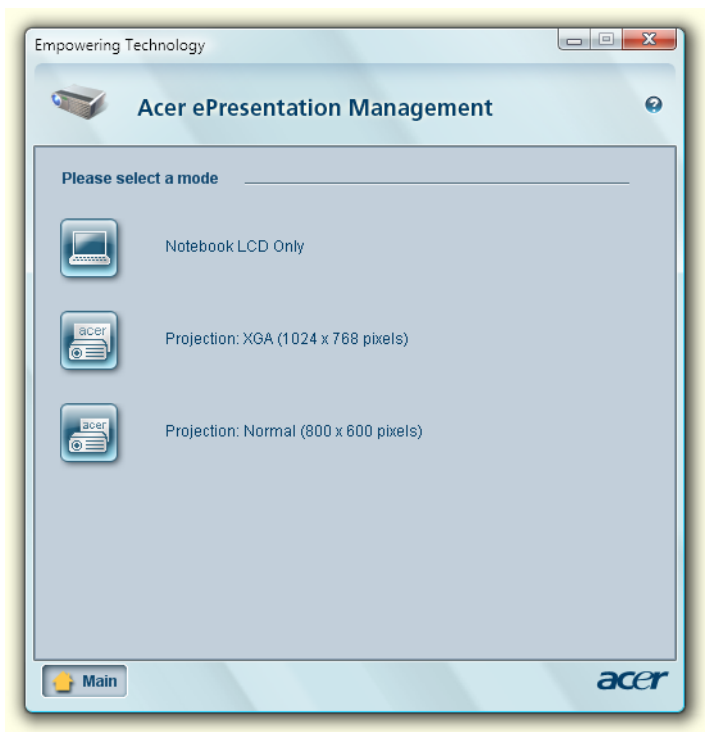 Empowering Technology
Acer ePresentation Management
Please select a mode
Notebook LCD Only
acer
Projection: XGA (1024 x 768 pixels)
acer
Projection: Normal (800 x 600 pixels)
Main
acer